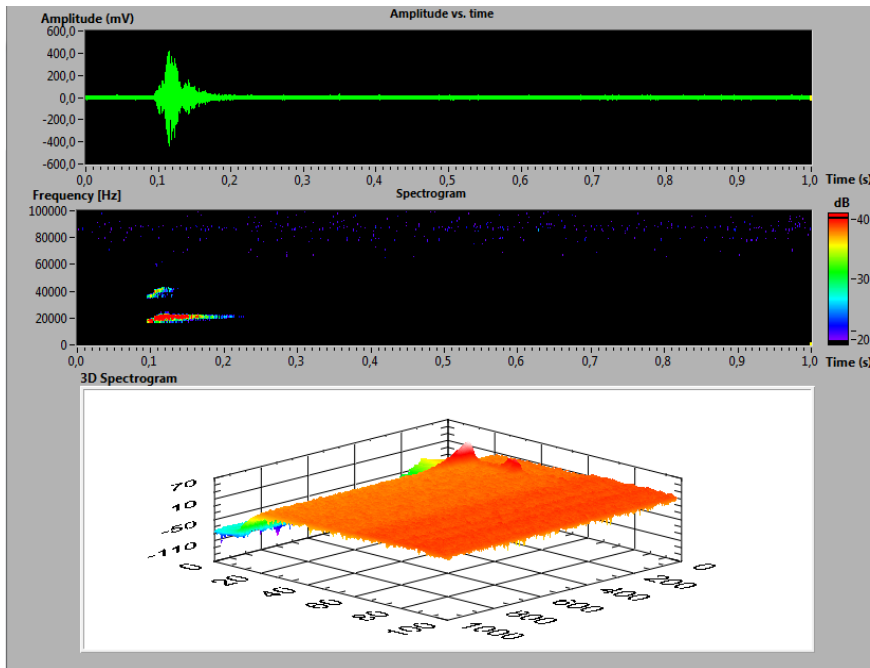 Amplitude vs. time
Amplitude (mV)
600,0
400,0
200,0
0,0
-200,0
-400,0
-600,0
0,0 0,1 0,2 0,3 0,4 0,5 0,6 0,7 0,8 0,9 1,0 Time (s)
Spectrogram
Frequency [Hz]
100000
80000
60000
40000
20000
0
0,0 0,1 0,2 0,3 0,4 0,5 0,6 0,7 0,8 0,9 1,0 Time (s)
dB
-40
-30
-20
3D Spectrogram
70
10
-50
-110
0 20 40 60 80 100
1000 800 600 400 200 0